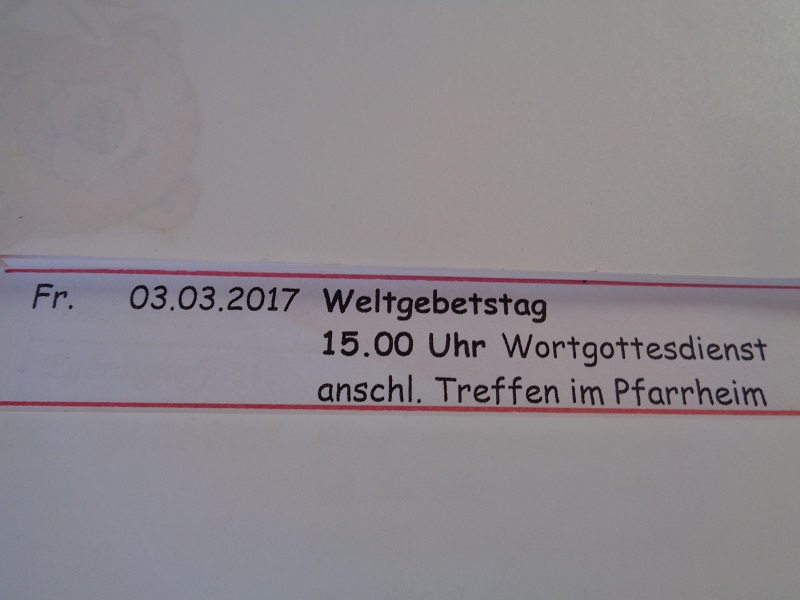 Fr. 03.03.2017 Weltgebetstag
15.00 Uhr Wortgottesdienst
anschl. Treffen im Pfarrheim